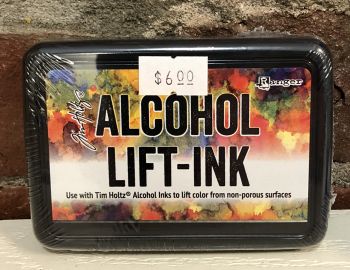 $6.00
Ranger
Tim Holtz®
ALCOHOL
LIFT-INK
Use with Tim Holtz® Alcohol Inks to lift color from non-porous surfaces